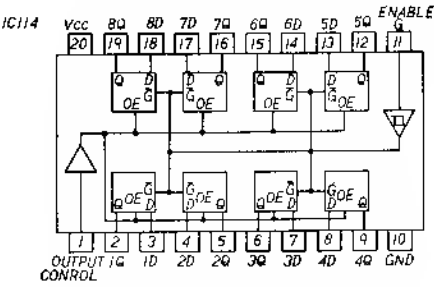 IC114 Vcc 8Q 8D 7D 7Q 6Q 6D 5D 5Q ENABLE G
20 19 18 17 16 15 14 13 12 11
Q D D Q Q D D Q
G G G G
OE OE OE OE
G G G G
OE OE OE OE
Q D D Q Q D D Q
1 2 3 4 5 6 7 8 9 10
OUTPUT 1Q 1D 2D 2Q 3Q 3D 4D 4Q GND
CONROL